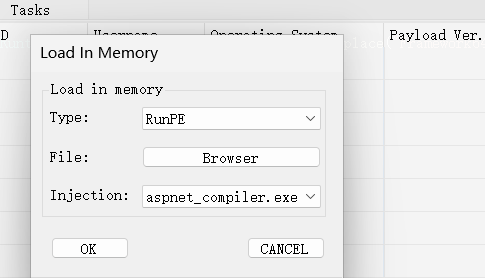 Tasks
D Username Operating System Payload Ver.
Load In Memory
Load in memory
Type: RunPE
File: Browser
Injection: aspnet_compiler.exe
OK CANCEL